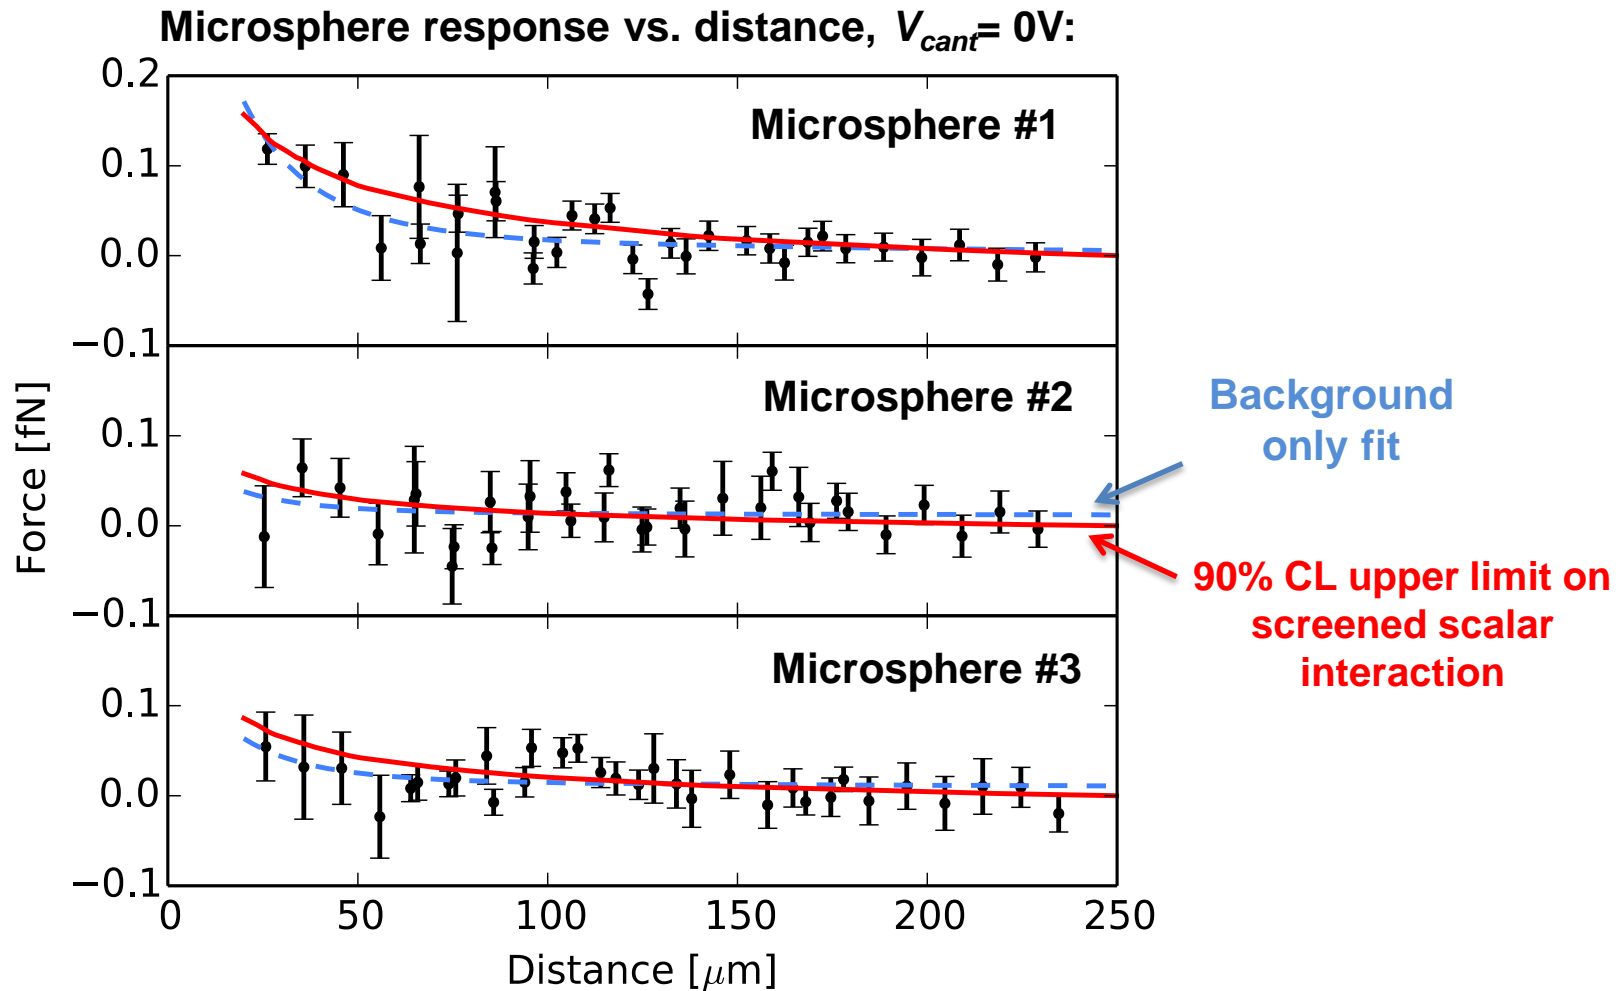 Microsphere response vs. distance, Vcant= 0V:
0.2
0.1
0.0
−0.1
Microsphere #1
0.1
0.0
−0.1
Microsphere #2
0.1
0.0
−0.1
Microsphere #3
Force [fN]
0
50
100
150
200
250
Distance [μm]
Background
only fit
90% CL upper limit on
screened scalar
interaction